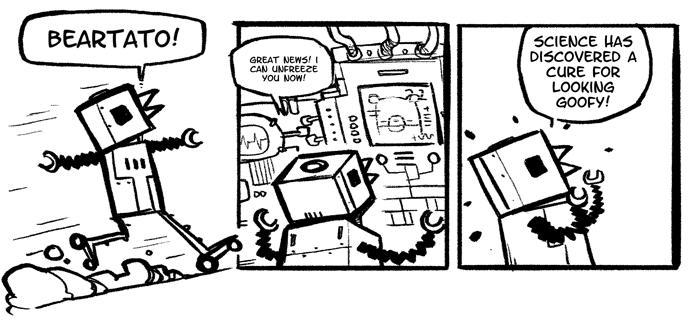 BEARTATO!
GREAT NEWS! I
CAN UNFREEZE
YOU NOW!
SCIENCE HAS
DISCOVERED A
CURE FOR
LOOKING
GOOFY!